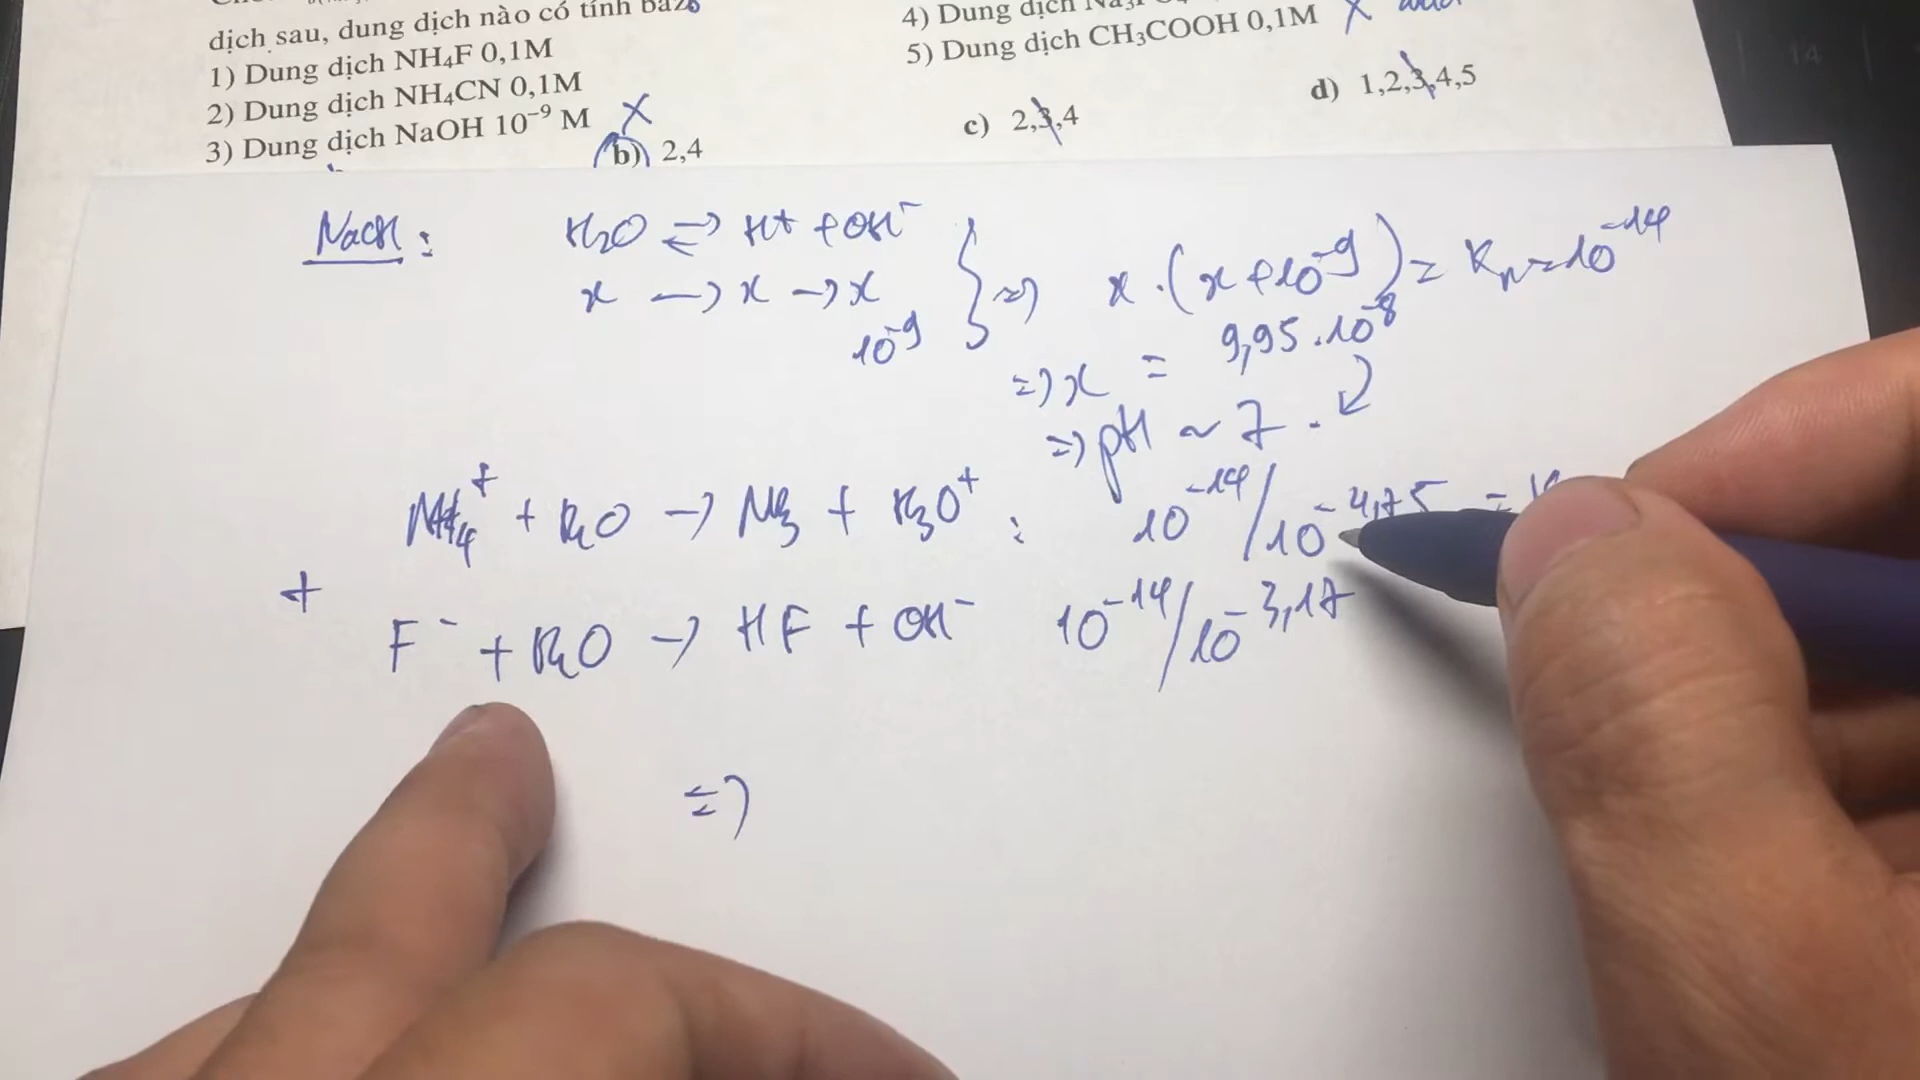 dịch sau, dung dịch nào có tính bazơ
1) Dung dịch NH₄F 0,1M
2) Dung dịch NH₄CN 0,1M
3) Dung dịch NaOH 10⁻⁹ M X
4) Dung dịch
5) Dung dịch CH₃COOH 0,1M X
b) 2,4
c) 2,3,4
d) 1,2,3,4,5
NaOH : H₂O ⇌ H⁺ + OH⁻
x → x → x
10⁻⁹
} => x . (x + 10⁻⁹) = Kn = 10⁻¹⁴
=> x = 9,95 . 10⁻⁸
=> pH ~ 7 .
NH₄⁺ + H₂O → NH₃ + H₃O⁺ : 10⁻¹⁴/10⁻⁴,⁷⁵ =
+
F⁻ + H₂O → HF + OH⁻ 10⁻¹⁴/10⁻³,¹⁷
=>
14